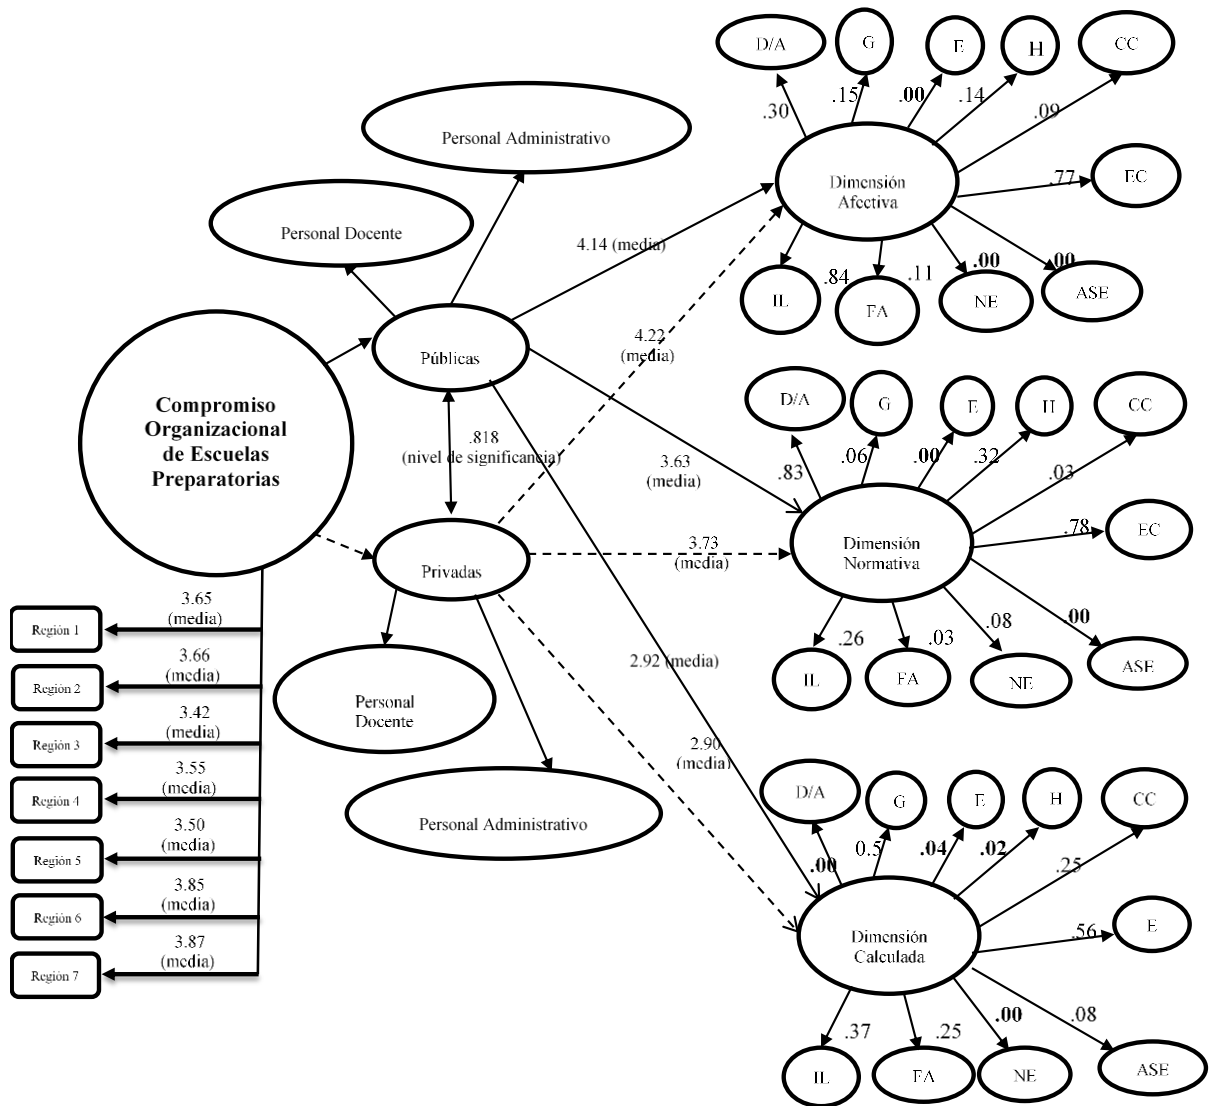 D/A
G
E
H
CC
.30
.15
.00
.14
.09
Personal Administrativo
Dimensión
Afectiva
.77
EC
Personal Docente
4.14 (media)
IL
.84
FA
.11
NE
.00
ASE
.00
4.22
(media)
Públicas
D/A
G
E
H
CC
Compromiso
Organizacional
de Escuelas
Preparatorias
.818
(nivel de significancia)
3.63
(media)
.83
.06
.00
.32
.03
.78
EC
Dimensión
Normativa
3.73
(media)
Privadas
3.65
(media)
Región 1
3.66
(media)
Región 2
3.42
(media)
Región 3
3.55
(media)
Región 4
3.50
(media)
Región 5
3.85
(media)
Región 6
3.87
(media)
Región 7
.26
.03
.08
.00
IL
FA
NE
ASE
2.92 (media)
Personal
Docente
2.90
(media)
Personal Administrativo
D/A
G
E
H
CC
.00
0.5
.04
.02
.25
Dimensión
Calculada
.56
E
.37
.25
.00
.08
IL
FA
NE
ASE